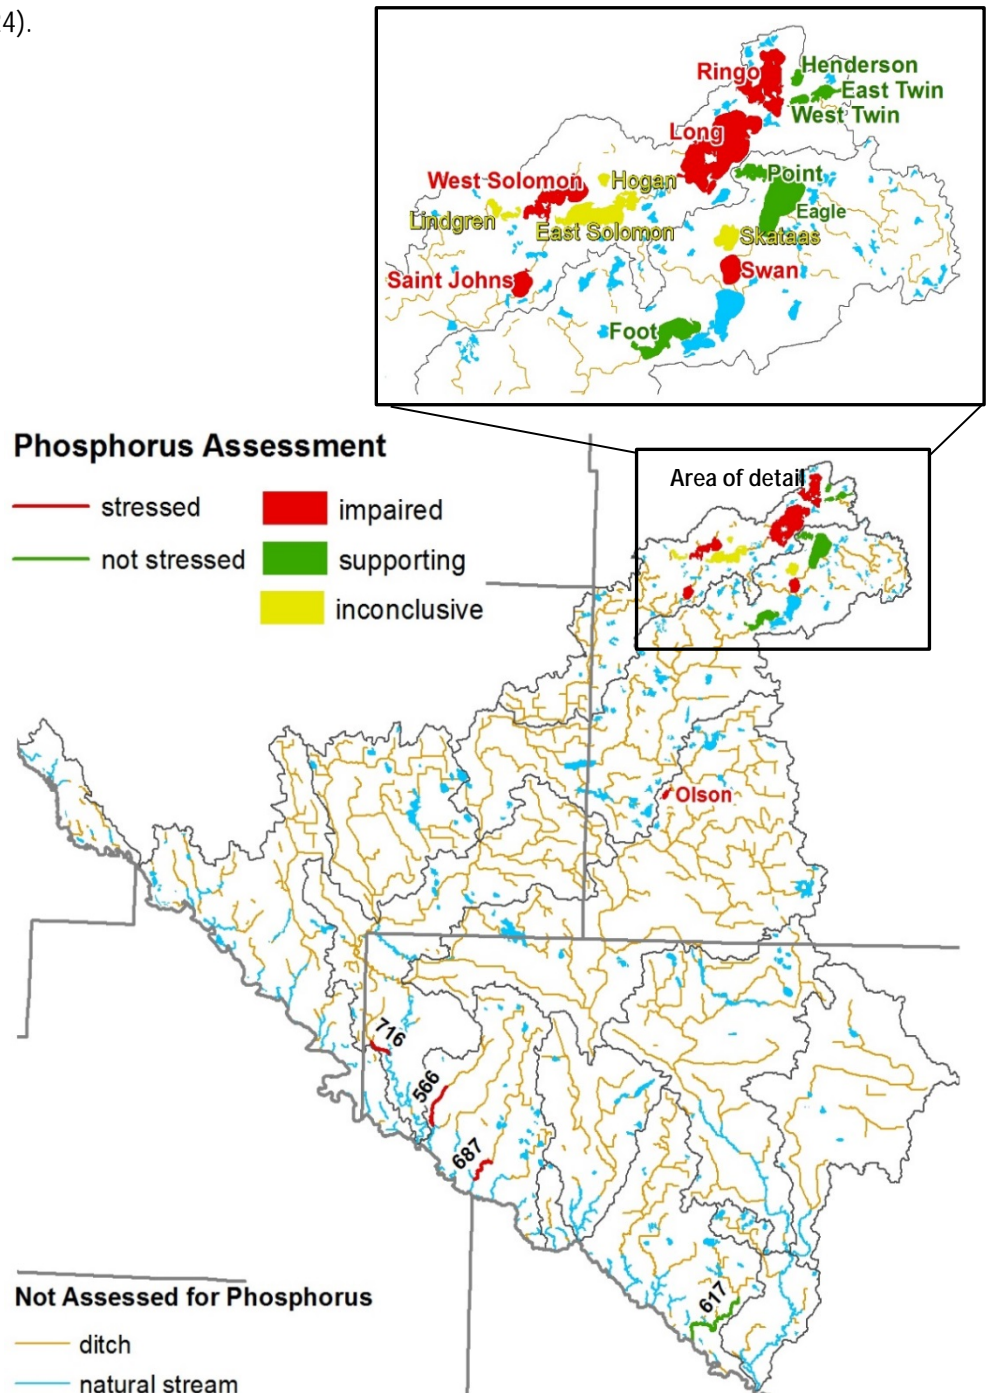 24).
Ringo
Henderson
East Twin
West Twin
Long
Point
West Solomon
Hogan
Eagle
Lindgren
East Solomon
Skataas
Saint Johns
Swan
Foot
Phosphorus Assessment
stressed
impaired
not stressed
supporting
inconclusive
Area of detail
Olson
716
566
687
617
Not Assessed for Phosphorus
ditch
natural stream